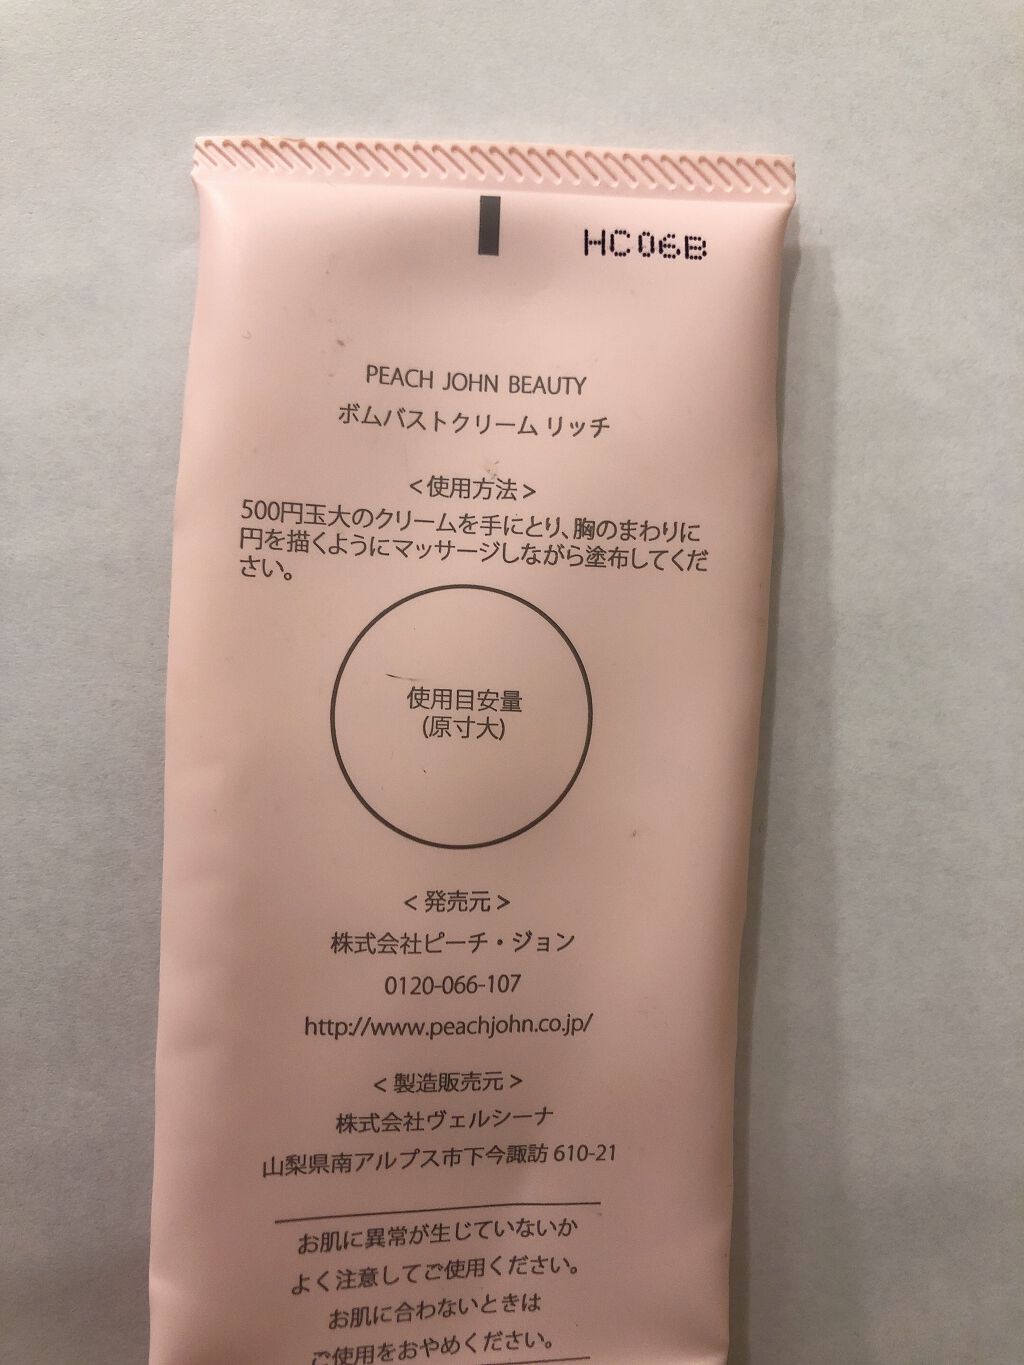 HC06B
PEACH JOHN BEAUTY
ボムバストクリーム リッチ
<使用方法>
500円玉大のクリームを手にとり、胸のまわりに
円を描くようにマッサージしながら塗布してくだ
さい。
使用目安量
(原寸大)
<発売元>
株式会社ピーチ・ジョン
0120-066-107
http://www.peachjohn.co.jp/
<製造販売元>
株式会社ヴェルシーナ
山梨県南アルプス市下今諏訪 610-21
お肌に異常が生じていないか
よく注意してご使用ください。
お肌に合わないときは
ご使用をおやめください。